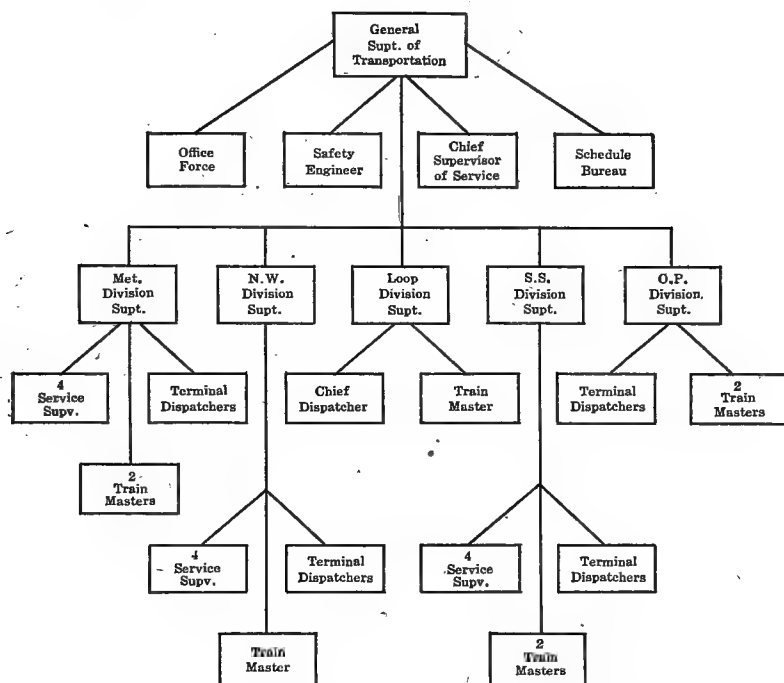 General
Supt. of
Transportation
Office
Force
Safety
Engineer
Chief
Supervisor
of Service
Schedule
Bureau
Met.
Division
Supt.
N.W.
Division
Supt.
Loop
Division
Supt.
S.S.
Division
Supt.
O.P.
Division
Supt.
4
Service
Supv.
Terminal
Dispatchers
Chief
Dispatcher
Train
Master
Terminal
Dispatchers
2
Train
Masters
2
Train
Masters
4
Service
Supv.
Terminal
Dispatchers
4
Service
Supv.
Terminal
Dispatchers
Train
Master
2
Train
Masters